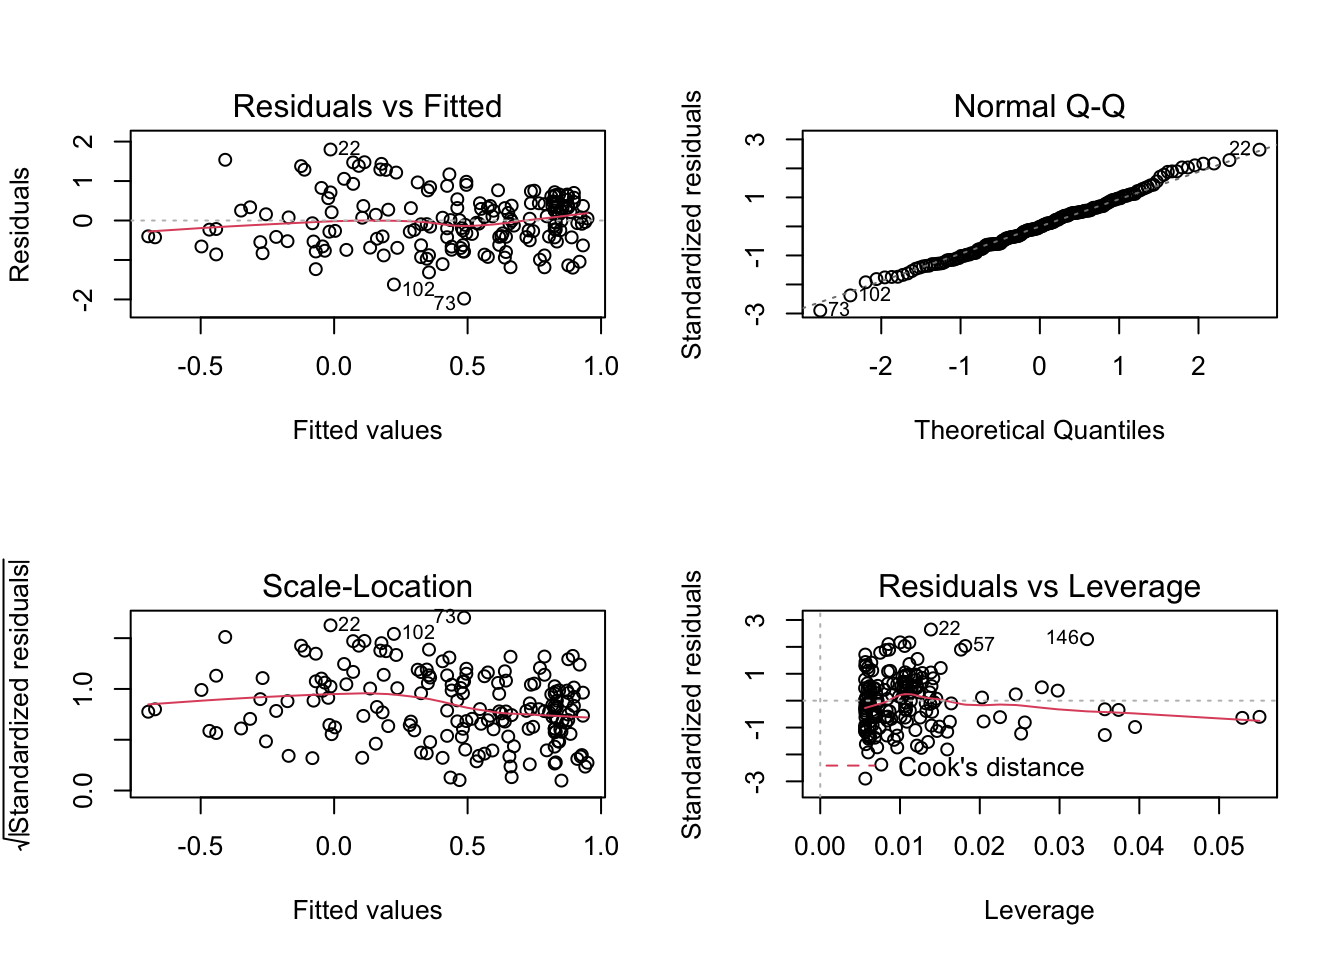 Residuals vs Fitted
Residuals
2
1
0
-2
22
102
73
-0.5 0.0 0.5 1.0
Fitted values
Normal Q-Q
Standardized residuals
3
1
-1
-3
22
102
73
-2 -1 0 1 2
Theoretical Quantiles
Scale-Location
√|Standardized residuals|
1.0
0.0
73
22
102
-0.5 0.0 0.5 1.0
Fitted values
Residuals vs Leverage
Standardized residuals
3
1
-1
-3
22
57
146
Cook's distance
0.00 0.01 0.02 0.03 0.04 0.05
Leverage